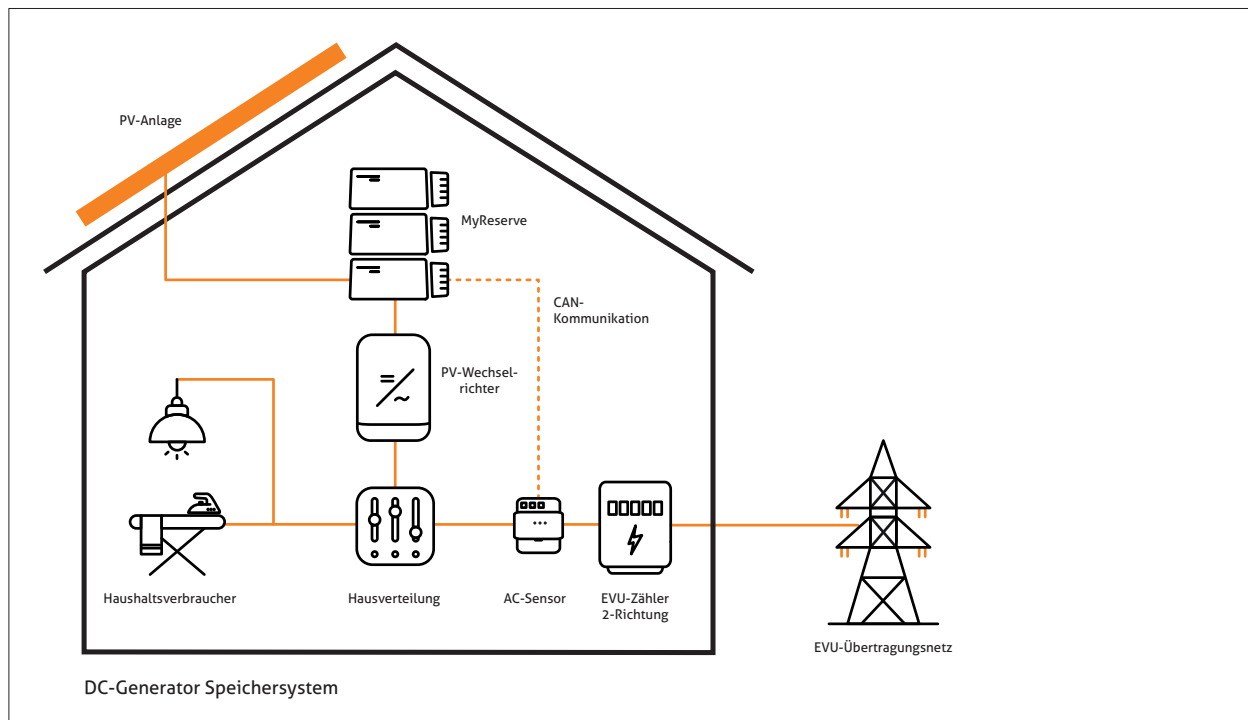 PV-Anlage
MyReserve
CAN-
Kommunikation
PV-Wechsel-
richter
Haushaltsverbraucher
Hausverteilung
AC-Sensor
EVU-Zähler
2-Richtung
EVU-Übertragungsnetz
DC-Generator Speichersystem